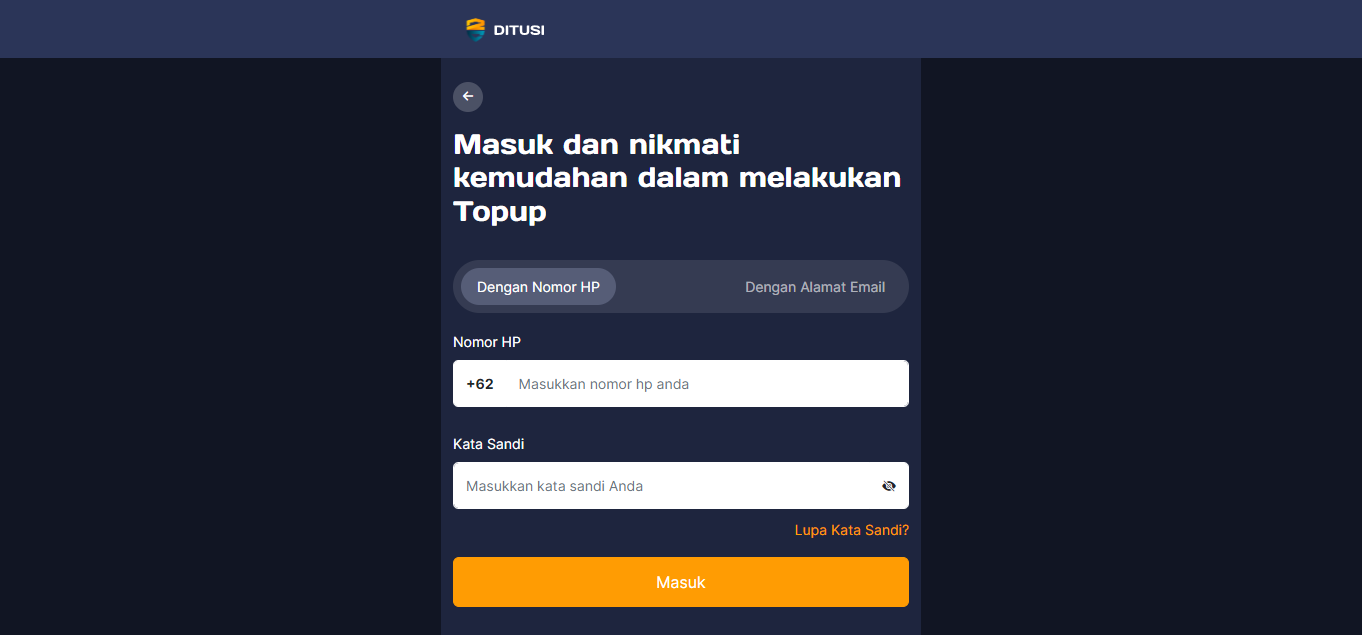 DITUSI
Masuk dan nikmati
kemudahan dalam melakukan
Topup
Dengan Nomor HP
Dengan Alamat Email
Nomor HP
+62 Masukkan nomor hp anda
Kata Sandi
Masukkan kata sandi Anda
Lupa Kata Sandi?
Masuk